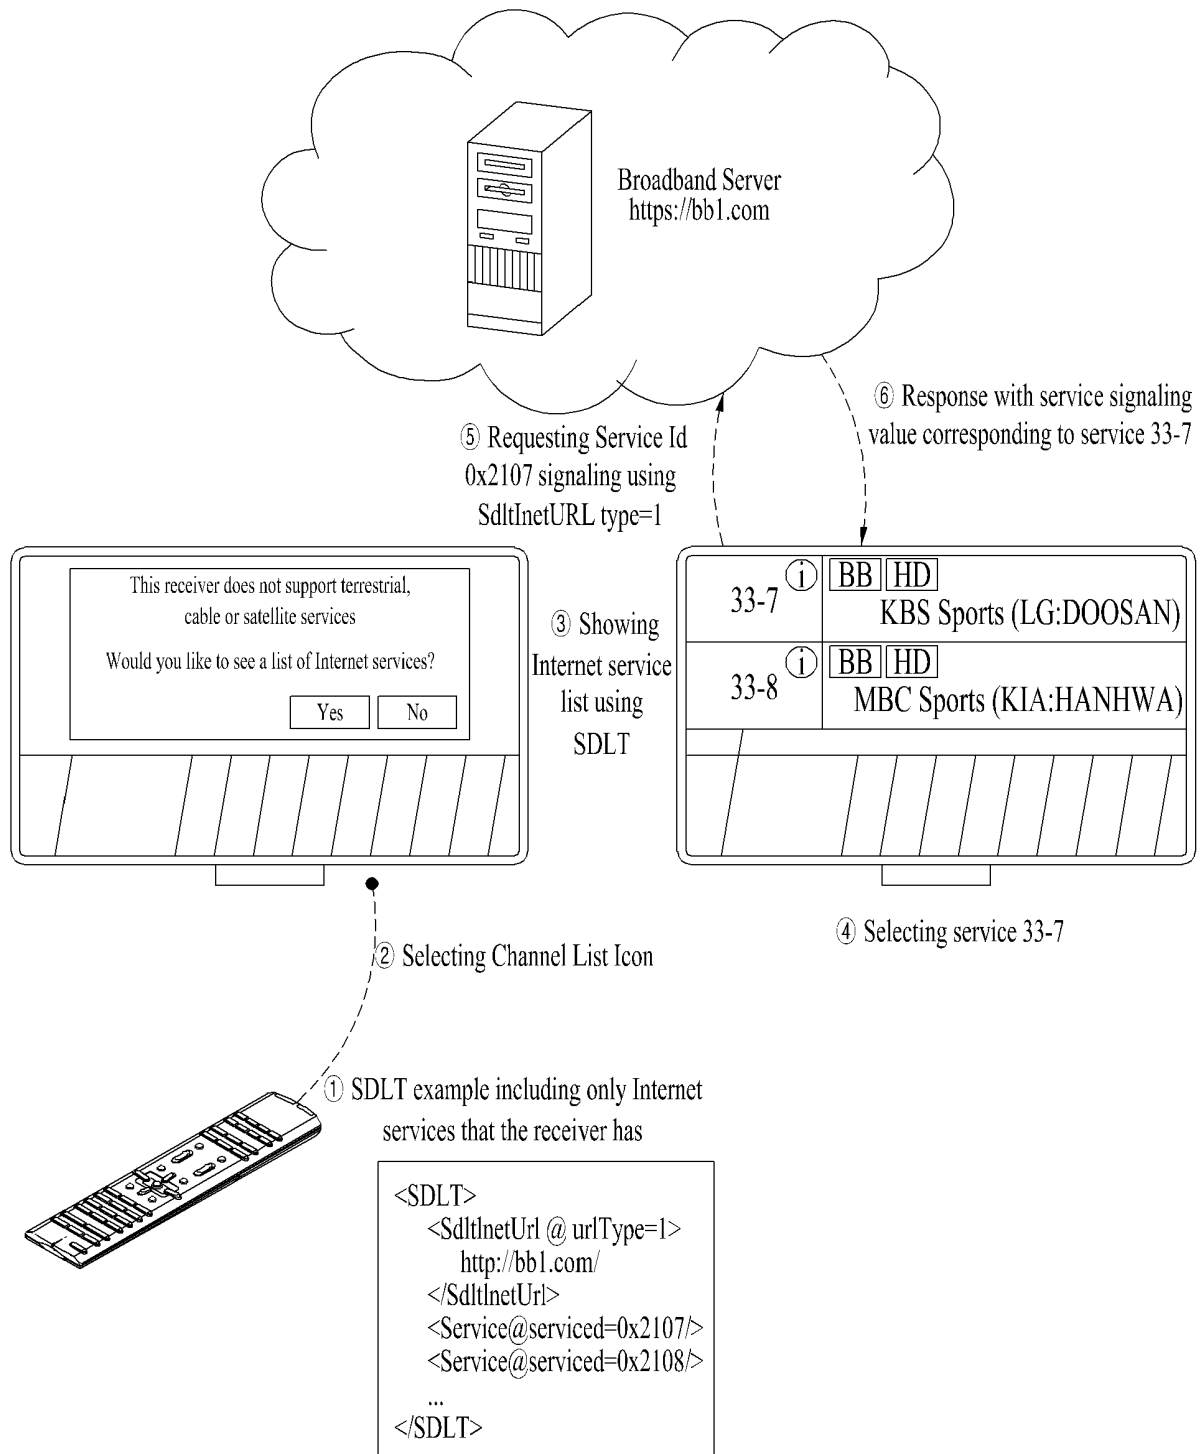 Broadband Server
https://bb1.com
⑤ Requesting Service Id
0x2107 signaling using
SdltInetURL type=1
⑥ Response with service signaling
value corresponding to service 33-7
This receiver does not support terrestrial,
cable or satellite services
Would you like to see a list of Internet services?
Yes
No
③ Showing
Internet service
list using
SDLT
33-7
i
BB HD
KBS Sports (LG:DOOSAN)
33-8
i
BB HD
MBC Sports (KIA:HANHWA)
④ Selecting service 33-7
② Selecting Channel List Icon
① SDLT example including only Internet
services that the receiver has
<SDLT>
<SdltInetUrl @ urlType=1>
http://bb1.com/
</SdltInetUrl>
<Service@serviced=0x2107/>
<Service@serviced=0x2108/>
...
</SDLT>